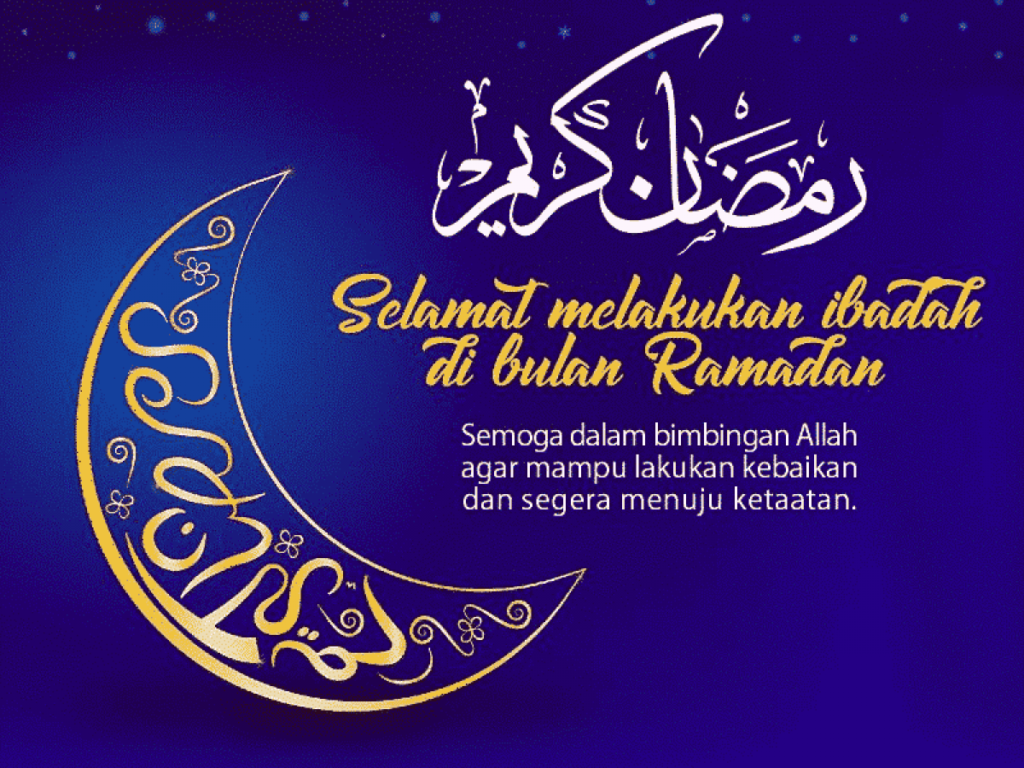 رمضان كريم
Selamat melakukan ibadah
di bulan Ramadan
Semoga dalam bimbingan Allah
agar mampu lakukan kebaikan
dan segera menuju ketaatan.